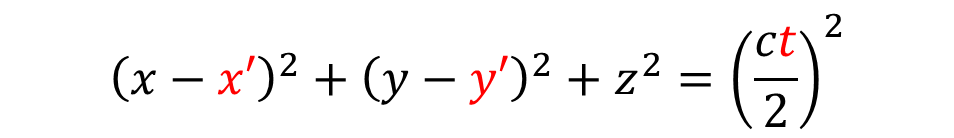 (x − x′)² + (y − y′)² + z² = (ct/2)²